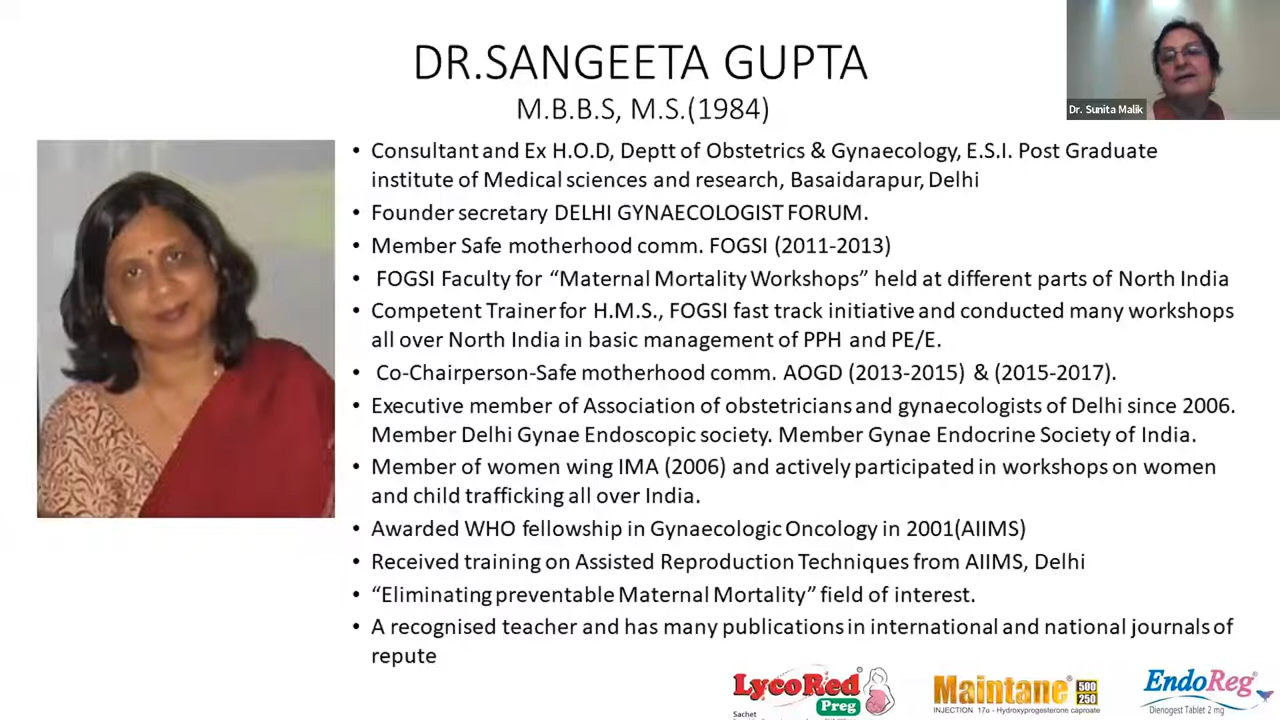 DR.SANGEETA GUPTA
M.B.B.S, M.S.(1984)
Dr. Sunita Malik
• Consultant and Ex H.O.D, Deptt of Obstetrics & Gynaecology, E.S.I. Post Graduate
institute of Medical sciences and research, Basaidarapur, Delhi
• Founder secretary DELHI GYNAECOLOGIST FORUM.
• Member Safe motherhood comm. FOGSI (2011-2013)
• FOGSI Faculty for “Maternal Mortality Workshops” held at different parts of North India
• Competent Trainer for H.M.S., FOGSI fast track initiative and conducted many workshops
all over North India in basic management of PPH and PE/E.
• Co-Chairperson-Safe motherhood comm. AOGD (2013-2015) & (2015-2017).
• Executive member of Association of obstetricians and gynaecologists of Delhi since 2006.
Member Delhi Gynae Endoscopic society. Member Gynae Endocrine Society of India.
• Member of women wing IMA (2006) and actively participated in workshops on women
and child trafficking all over India.
• Awarded WHO fellowship in Gynaecologic Oncology in 2001(AIIMS)
• Received training on Assisted Reproduction Techniques from AIIMS, Delhi
• “Eliminating preventable Maternal Mortality” field of interest.
• A recognised teacher and has many publications in international and national journals of
repute
LycoRed
Preg
Sachet
Maintane 500 250
INJECTION 17α - Hydroxyprogesterone caproate
EndoReg
Dienogest Tablet 2 mg